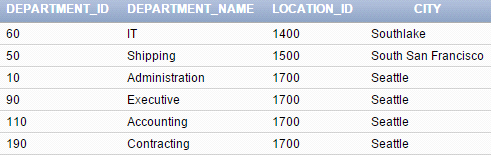 DEPARTMENT_ID DEPARTMENT_NAME LOCATION_ID CITY
60 IT 1400 Southlake
50 Shipping 1500 South San Francisco
10 Administration 1700 Seattle
90 Executive 1700 Seattle
110 Accounting 1700 Seattle
190 Contracting 1700 Seattle